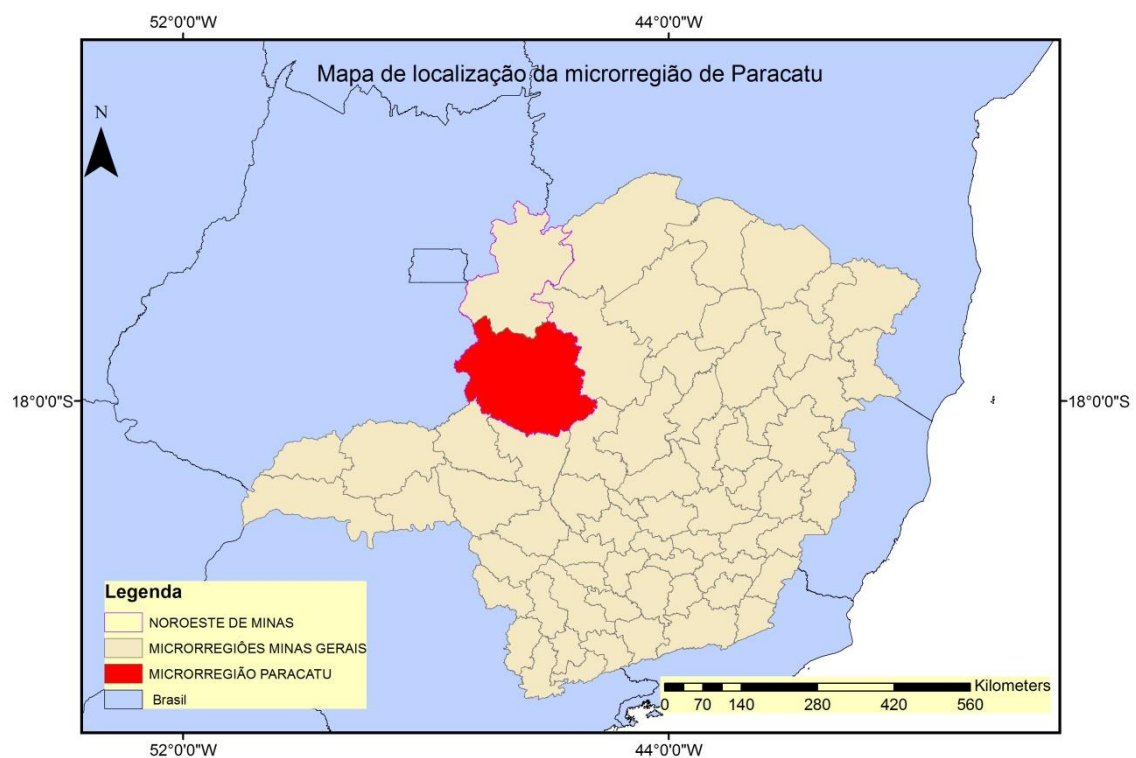 52°0'0"W 44°0'0"W
Mapa de localização da microrregião de Paracatu
N
18°0'0"S 18°0'0"S
Legenda
NOROESTE DE MINAS
MICRORREGIÔES MINAS GERAIS
MICRORREGIÃO PARACATU
Brasil
Kilometers
0 70 140 280 420 560
52°0'0"W 44°0'0"W